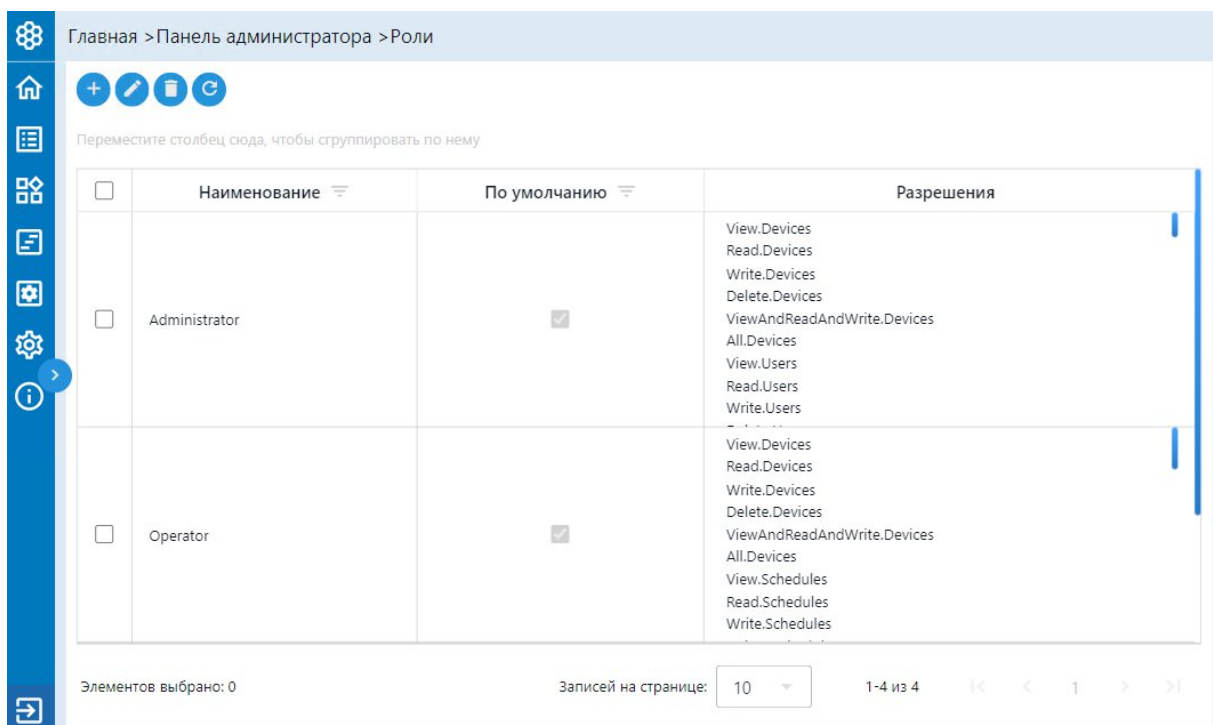 Главная >Панель администратора >Роли
Переместите столбец сюда, чтобы сгруппировать по нему
Наименование По умолчанию Разрешения
Administrator
View.Devices
Read.Devices
Write.Devices
Delete.Devices
ViewAndReadAndWrite.Devices
All.Devices
View.Users
Read.Users
Write.Users
Operator
View.Devices
Read.Devices
Write.Devices
Delete.Devices
ViewAndReadAndWrite.Devices
All.Devices
View.Schedules
Read.Schedules
Write.Schedules
Элементов выбрано: 0 Записей на странице: 10 1-4 из 4 |< < 1 > >|